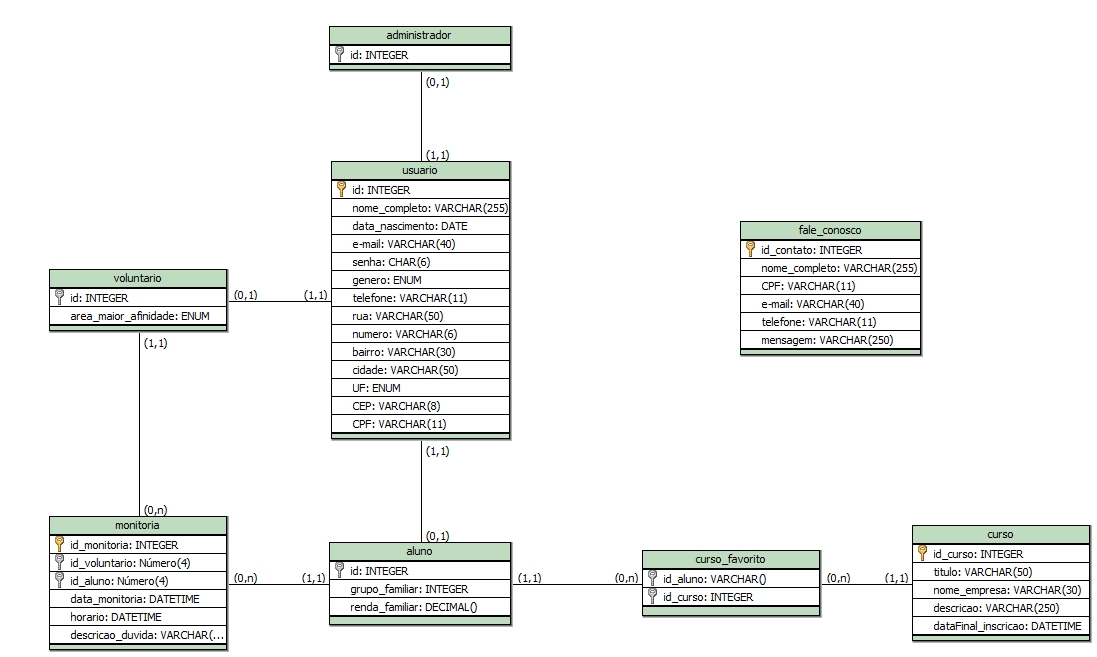 administrador
id: INTEGER
(0,1)
(1,1)
usuario
id: INTEGER
nome_completo: VARCHAR(255)
data_nascimento: DATE
e-mail: VARCHAR(40)
senha: CHAR(6)
genero: ENUM
telefone: VARCHAR(11)
rua: VARCHAR(50)
numero: VARCHAR(6)
bairro: VARCHAR(30)
cidade: VARCHAR(50)
UF: ENUM
CEP: VARCHAR(8)
CPF: VARCHAR(11)
fale_conosco
id_contato: INTEGER
nome_completo: VARCHAR(255)
CPF: VARCHAR(11)
e-mail: VARCHAR(40)
telefone: VARCHAR(11)
mensagem: VARCHAR(250)
voluntario
id: INTEGER
area_maior_afinidade: ENUM
(0,1)
(1,1)
(1,1)
(0,n)
(1,1)
(0,1)
monitoria
id_monitoria: INTEGER
id_voluntario: Número(4)
id_aluno: Número(4)
data_monitoria: DATETIME
horario: DATETIME
descricao_duvida: VARCHAR(...
(0,n)
(1,1)
aluno
id: INTEGER
grupo_familiar: INTEGER
renda_familiar: DECIMAL()
(1,1)
(0,n)
curso_favorito
id_aluno: VARCHAR()
id_curso: INTEGER
(0,n)
(1,1)
curso
id_curso: INTEGER
titulo: VARCHAR(50)
nome_empresa: VARCHAR(30)
descricao: VARCHAR(250)
dataFinal_inscricao: DATETIME